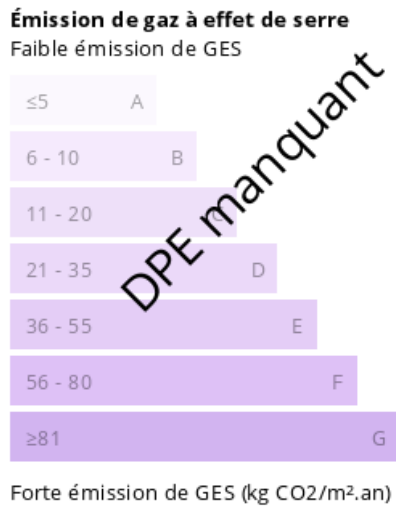 Émission de gaz à effet de serre
Faible émission de GES
≤5 A
6 - 10 B
11 - 20 C
21 - 35 D
36 - 55 E
56 - 80 F
≥81 G
DPE manquant
Forte émission de GES (kg CO2/m².an)